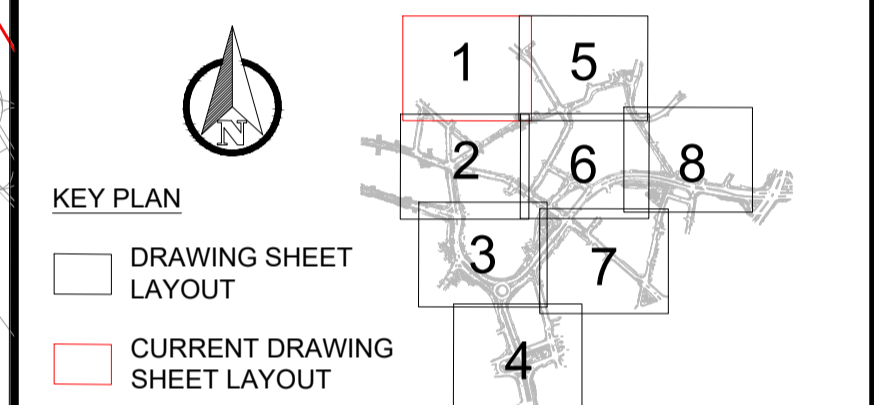 1
5
2
6
8
3
7
4
N
KEY PLAN
DRAWING SHEET
LAYOUT
CURRENT DRAWING
SHEET LAYOUT